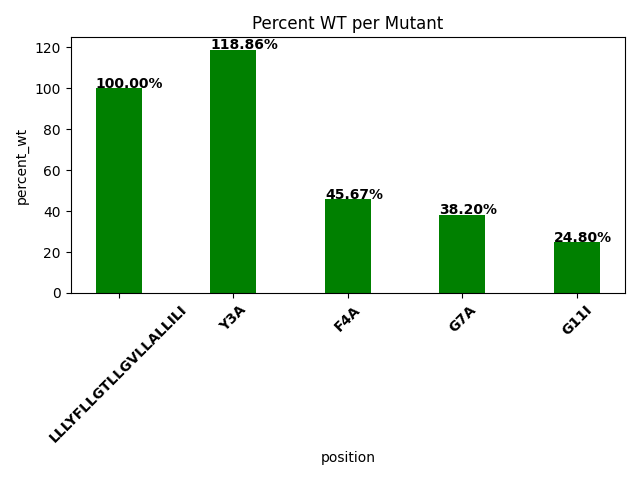 Percent WT per Mutant
percent_wt
120
100
80
60
40
20
0
100.00%
118.86%
45.67%
38.20%
24.80%
LLLYFLLGTLLGVLLALLILI
Y3A
F4A
G7A
G11I
position